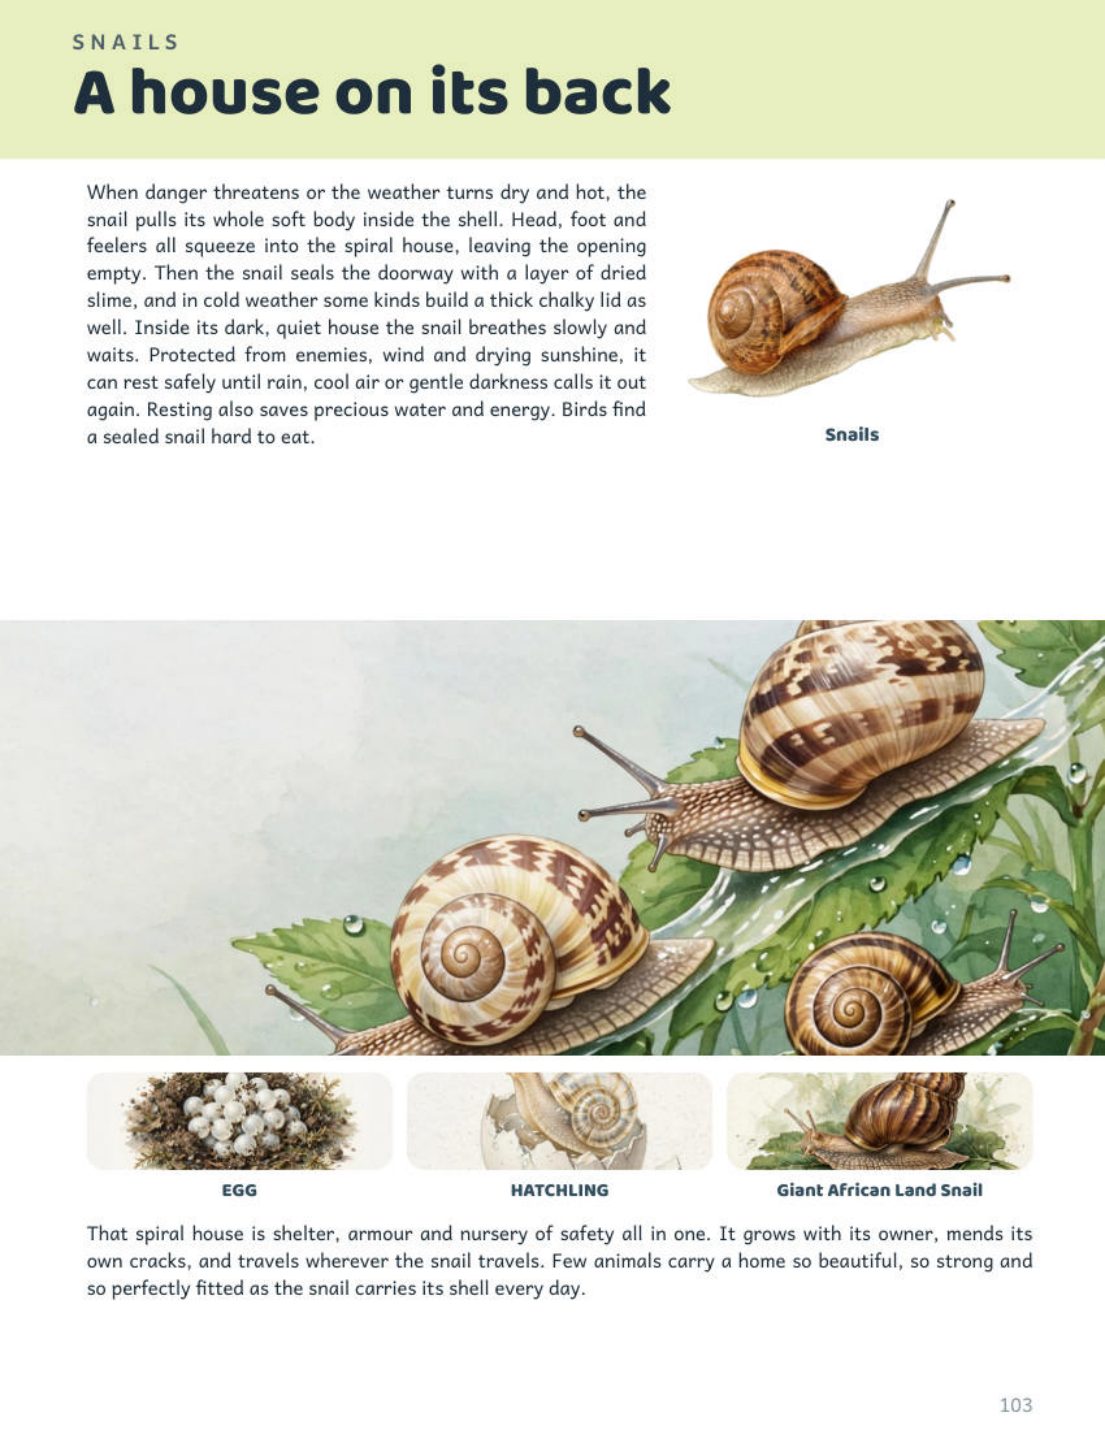 SNAILS
A house on its back
When danger threatens or the weather turns dry and hot, the
snail pulls its whole soft body inside the shell. Head, foot and
feelers all squeeze into the spiral house, leaving the opening
empty. Then the snail seals the doorway with a layer of dried
slime, and in cold weather some kinds build a thick chalky lid as
well. Inside its dark, quiet house the snail breathes slowly and
waits. Protected from enemies, wind and drying sunshine, it
can rest safely until rain, cool air or gentle darkness calls it out
again. Resting also saves precious water and energy. Birds find
a sealed snail hard to eat.
Snails
EGG
HATCHLING
Giant African Land Snail
That spiral house is shelter, armour and nursery of safety all in one. It grows with its owner, mends its
own cracks, and travels wherever the snail travels. Few animals carry a home so beautiful, so strong and
so perfectly fitted as the snail carries its shell every day.
103